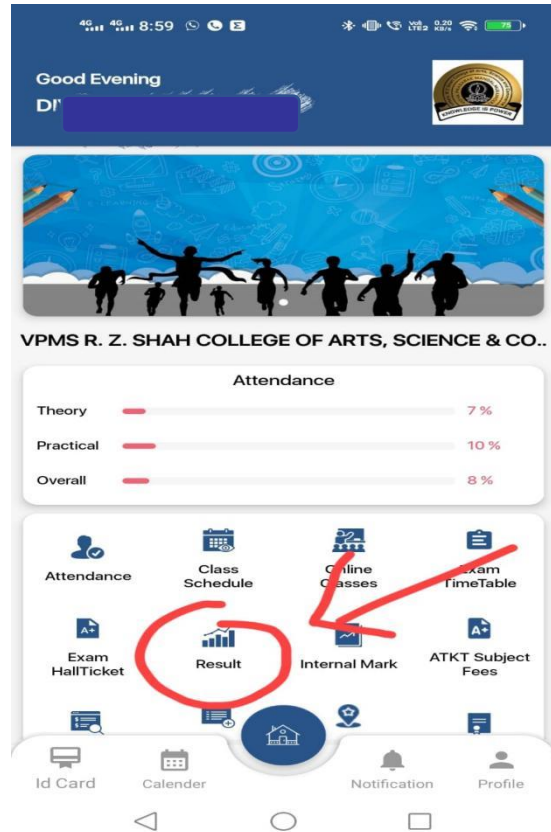 4G 4G 8:59
Vo) LTE2 0.20 KB/s 75
Good Evening
KNOWLEDGE IS POWER
VPMS R. Z. SHAH COLLEGE OF ARTS, SCIENCE & CO..
Attendance
Theory 7 %
Practical 10 %
Overall 8 %
Attendance
Class Schedule
Online Classes
Exam TimeTable
Exam HallTicket
Result
Internal Mark
ATKT Subject Fees
Id Card
Calender
Notification
Profile